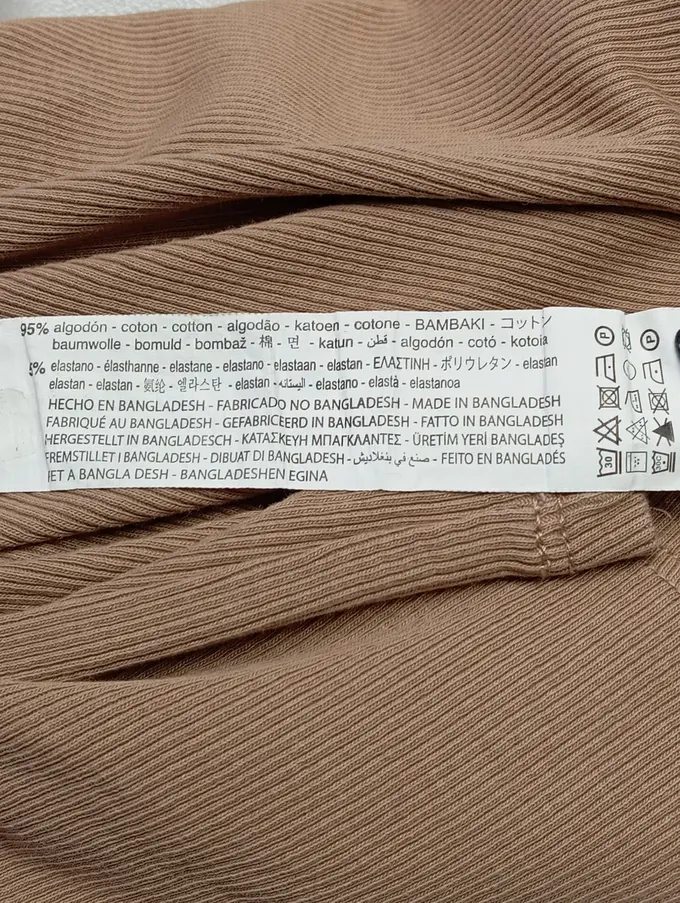 95% algodón - coton - cotton - algodão - katoen - cotone - BAMBAKI - コットン
baumwolle - bomuld - bombaž - 棉 - 면 - katun - قطن - algodón - cotó - kotoia
5% elastano - élasthanne - elastane - elastano - elastaan - elastan - ΕΛΑΣΤΙΝΗ - ポリウレタン - elastan
elastan - elastan - 氨纶 - 엘라스탄 - elastan - اليستانه - elastano - elastà - elastanoa
HECHO EN BANGLADESH - FABRICADO NO BANGLADESH - MADE IN BANGLADESH
FABRIQUÉ AU BANGLADESH - GEFABRICEERD IN BANGLADESH - FATTO IN BANGLADESH
HERGESTELLT IN BANGLADESCH - ΚΑΤΑΣΚΕΥΗ ΜΠΑΓΚΛΑΝΤΕΣ - ÜRETİM YERİ BANGLADEŞ
FREMSTILLET I BANGLADESH - DIBUAT DI BANGLADESH - صنع في بنغلاديش - FEITO EN BANGLADÉS
FET A BANGLA DESH - BANGLADESHEN EGINA
P P
30